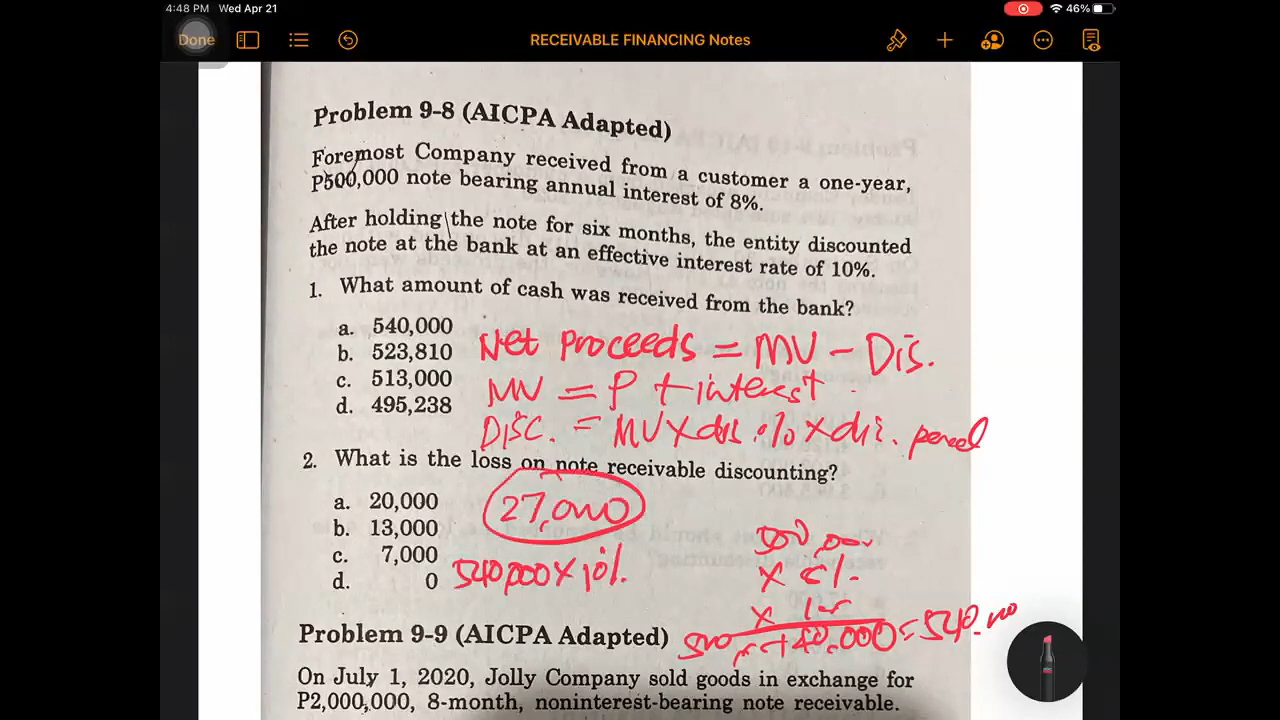 4:48 PM Wed Apr 21
46%
Done
RECEIVABLE FINANCING Notes
Problem 9-8 (AICPA Adapted)
Foremost Company received from a customer a one-year,
P500,000 note bearing annual interest of 8%.
After holding the note for six months, the entity discounted
the note at the bank at an effective interest rate of 10%.
1. What amount of cash was received from the bank?
a. 540,000
b. 523,810
c. 513,000
d. 495,238
Net Proceeds = MV - Dis.
MV = P + interest
Disc. = MV x dis. % x dis. period
2. What is the loss on note receivable discounting?
a. 20,000
b. 13,000
c. 7,000
d. 0
27,000
540,000 x 10%
500,000
x
x
+ 40,000 = 540,000
Problem 9-9 (AICPA Adapted)
On July 1, 2020, Jolly Company sold goods in exchange for
P2,000,000, 8-month, noninterest-bearing note receivable.